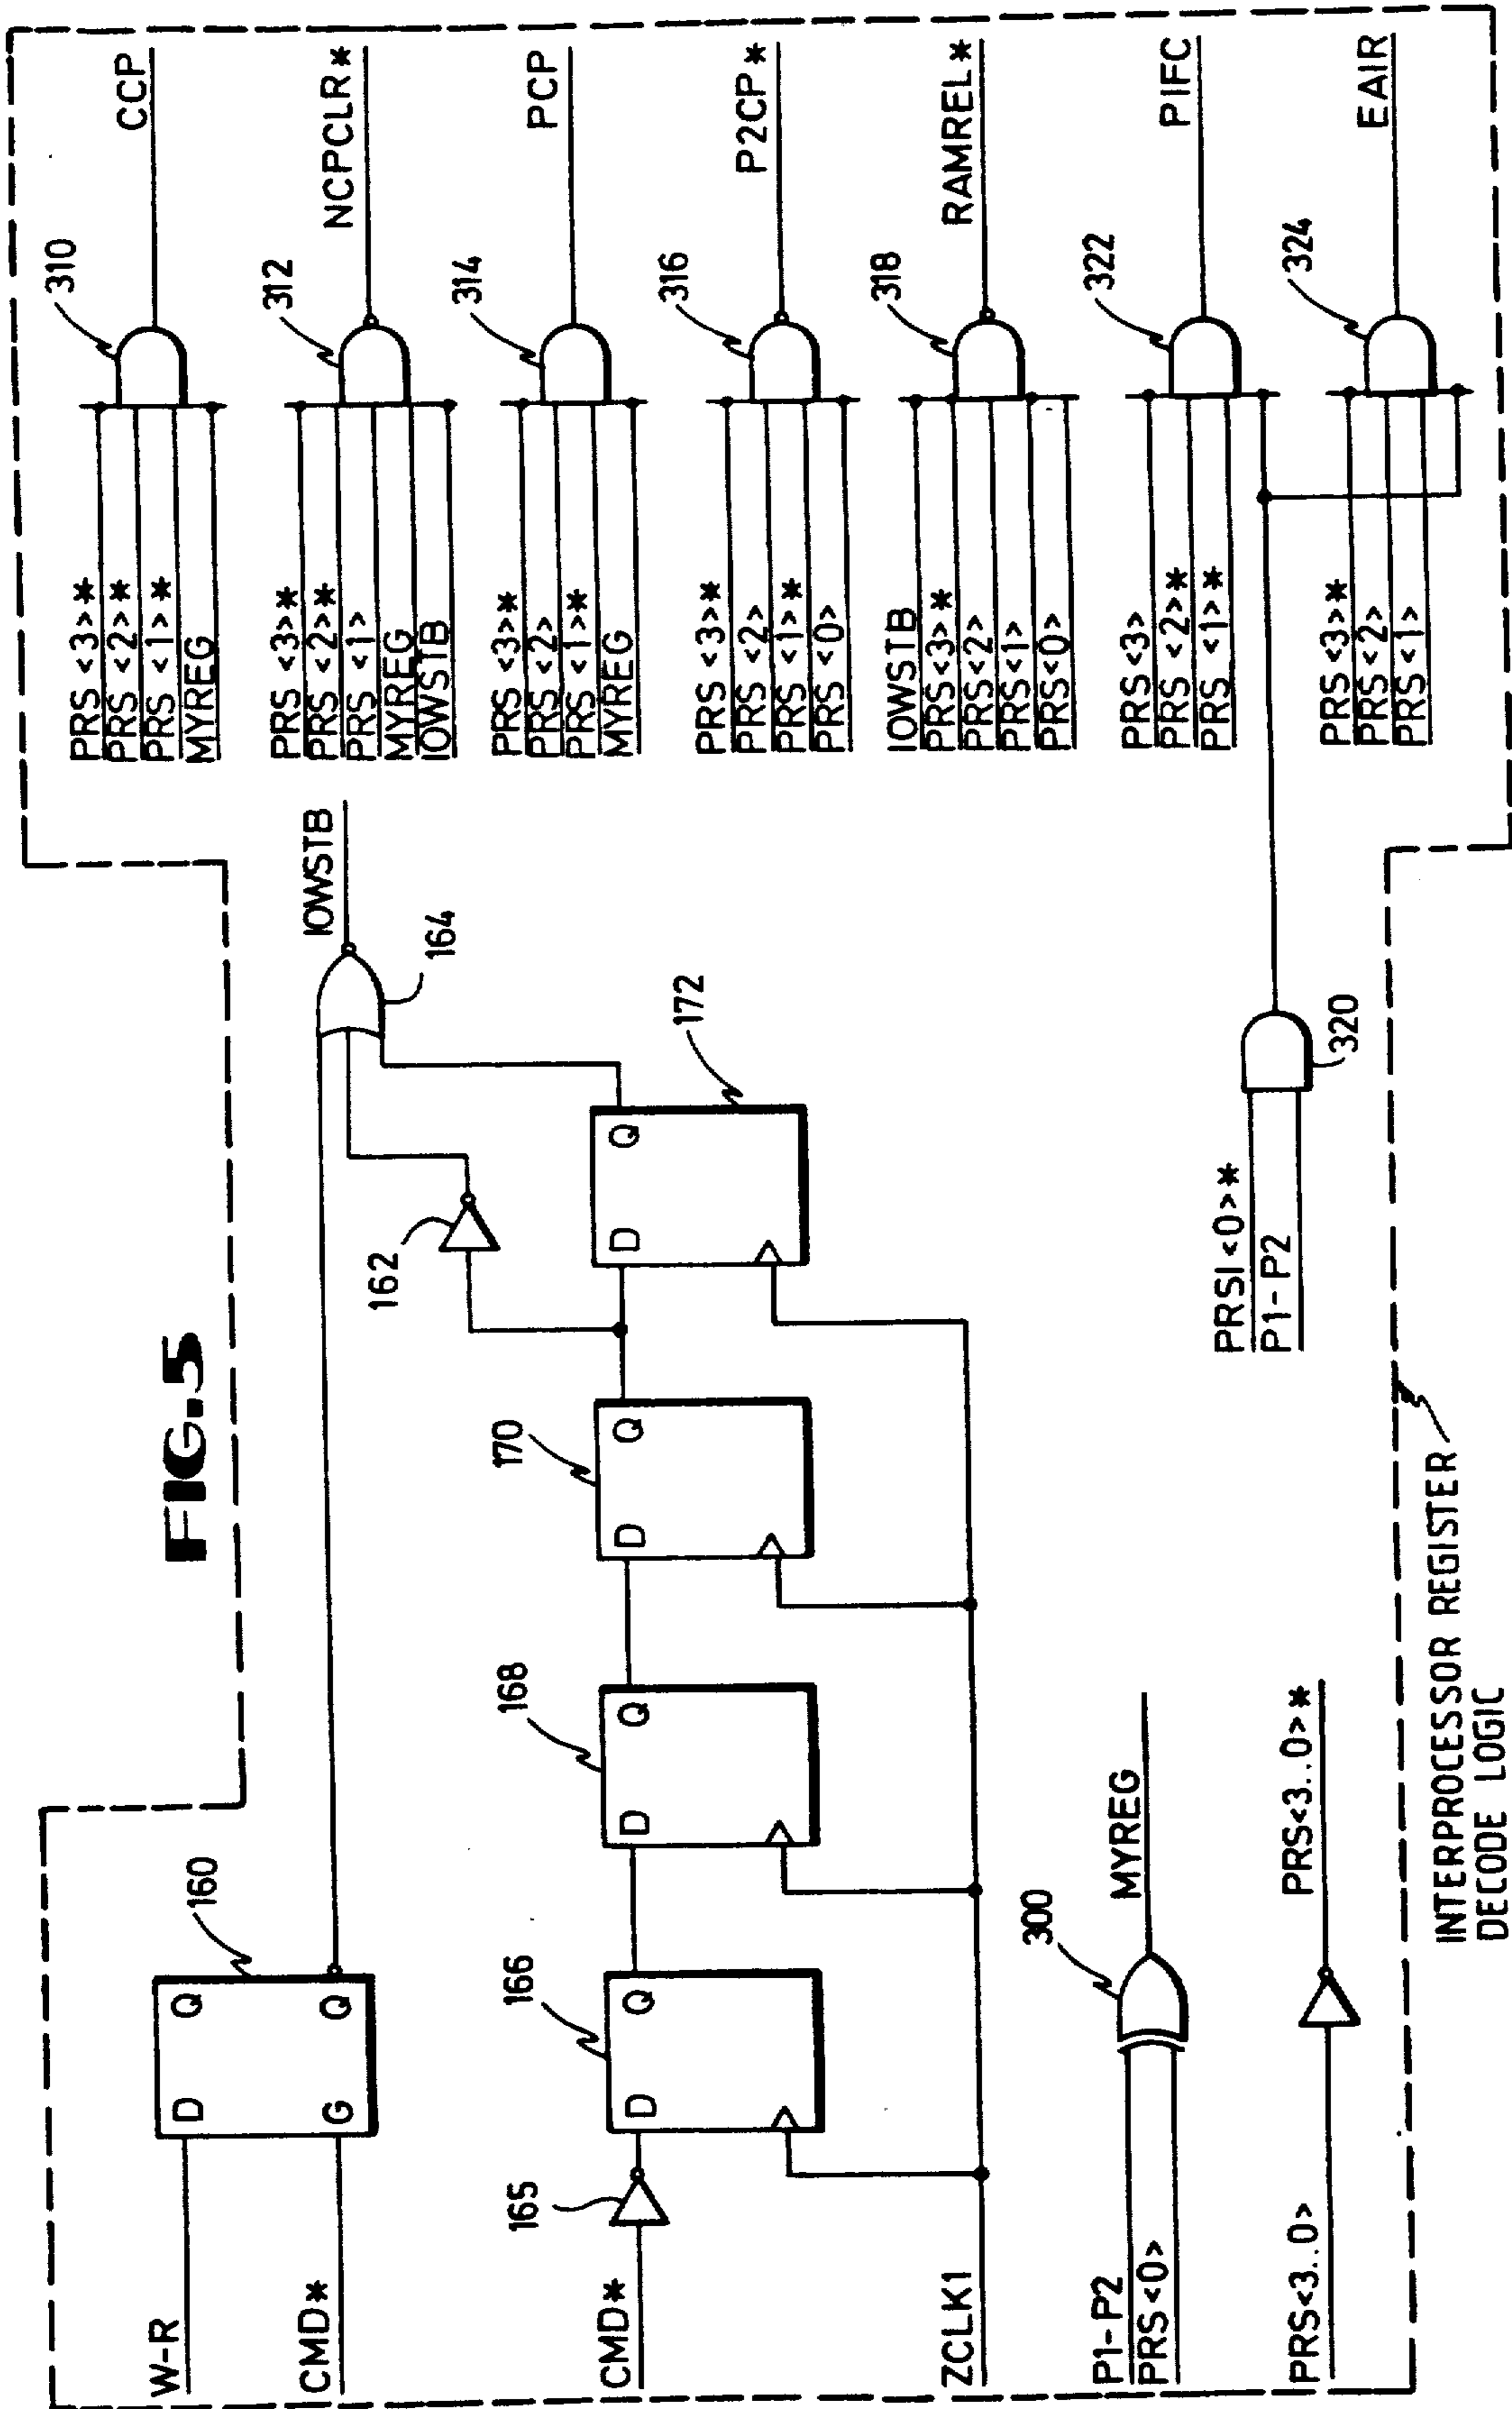 FIG.5
W-R
CMD*
D
Q
G
Q
160
IOWSTB
164
162
CMD*
165
166
D
Q
168
D
Q
170
D
Q
172
D
Q
ZCLK1
P1-P2
PRS<0>
300
MYREG
PRS<3..0>
PRS<3..0>*
PRSI<0>*
P1-P2
320
PRS<3>*
PRS<2>*
PRS<1>*
MYREG
310
CCP
PRS<3>*
PRS<2>*
PRS<1>
MYREG
IOWSTB
312
NCPCLR*
PRS<3>*
PRS<2>
PRS<1>*
MYREG
314
PCP
PRS<3>*
PRS<2>
PRS<1>*
PRS<0>
316
P2CP*
IOWSTB
PRS<3>*
PRS<2>
PRS<1>
PRS<0>
318
RAMREL*
PRS<3>
PRS<2>*
PRS<1>*
322
PIFC
PRS<3>*
PRS<2>
PRS<1>
324
EAIR
INTERPROCESSOR REGISTER
DECODE LOGIC